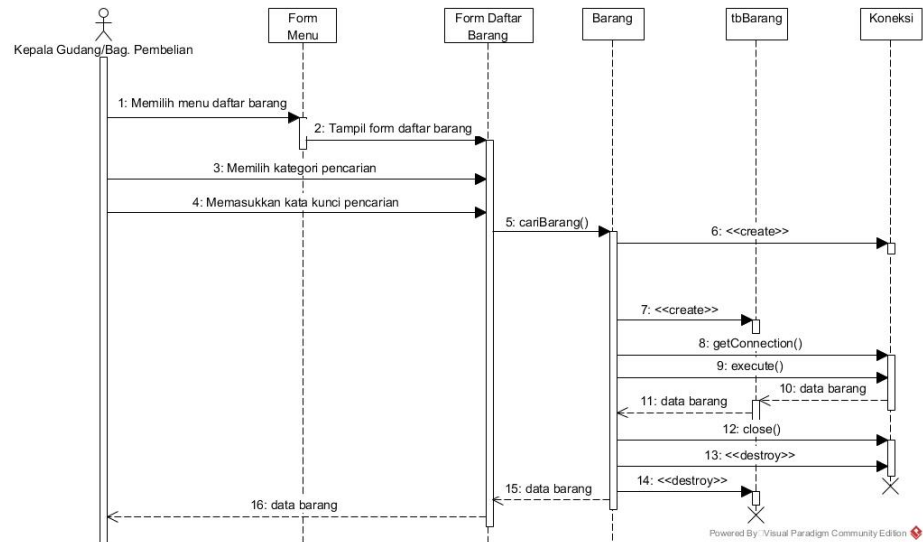 Kepala Gudang/Bag. Pembelian
Form
Menu
Form Daftar
Barang
Barang
tbBarang
Koneksi
1: Memilih menu daftar barang
2: Tampil form daftar barang
3: Memilih kategori pencarian
4: Memasukkan kata kunci pencarian
5: cariBarang()
6: <<create>>
7: <<create>>
8: getConnection()
9: execute()
10: data barang
11: data barang
12: close()
13: <<destroy>>
14: <<destroy>>
15: data barang
16: data barang
Powered By Visual Paradigm Community Edition